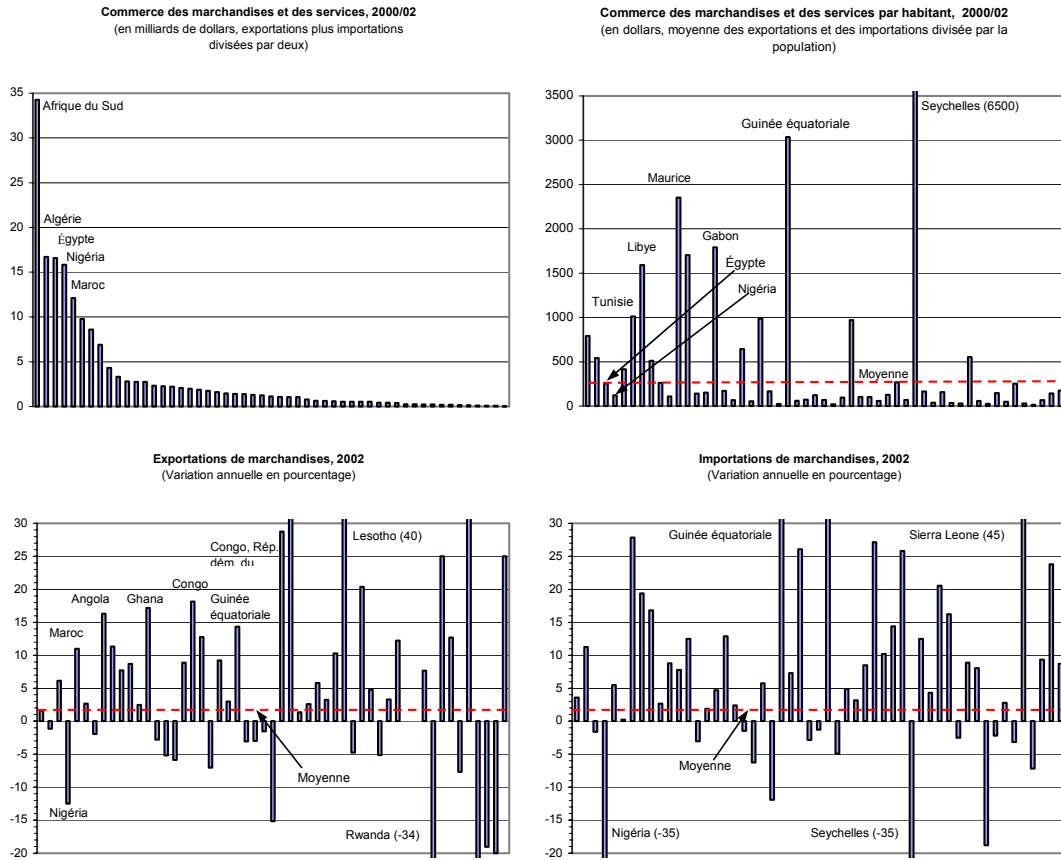 Commerce des marchandises et des services, 2000/02
(en milliards de dollars, exportations plus importations
divisées par deux)
35
30
25
20
15
10
5
0
Afrique du Sud
Algérie
Égypte
Nigéria
Maroc
Commerce des marchandises et des services par habitant, 2000/02
(en dollars, moyenne des exportations et des importations divisée par la
population)
3500
3000
2500
2000
1500
1000
500
0
Seychelles (6500)
Guinée équatoriale
Maurice
Gabon
Libye
Égypte
Nigéria
Tunisie
Moyenne
Exportations de marchandises, 2002
(Variation annuelle en pourcentage)
30
25
20
15
10
5
0
-5
-10
-15
-20
Lesotho (40)
Congo, Rép.
dém. du
Congo
Angola
Ghana
Guinée
équatoriale
Maroc
Moyenne
Nigéria
Rwanda (-34)
Importations de marchandises, 2002
(Variation annuelle en pourcentage)
30
25
20
15
10
5
0
-5
-10
-15
-20
Guinée équatoriale
Sierra Leone (45)
Moyenne
Nigéria (-35)
Seychelles (-35)